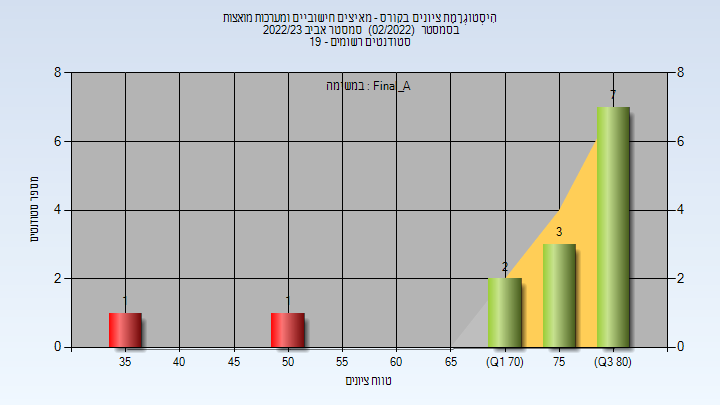 היסטוגרמת ציונים בקורס - מאיצים חישוביים ומערכות מואצות
בסמסטר (02/2022) סמסטר אביב 2022/23
סטודנטים רשומים - 19
במשימה : Final_A
8 8
7
6 6
מספר סטודנטים
4 4
3
2 2 2
1 1
0 0
35 40 45 50 55 60 65 (Q1 70) 75 (Q3 80)
טווח ציונים